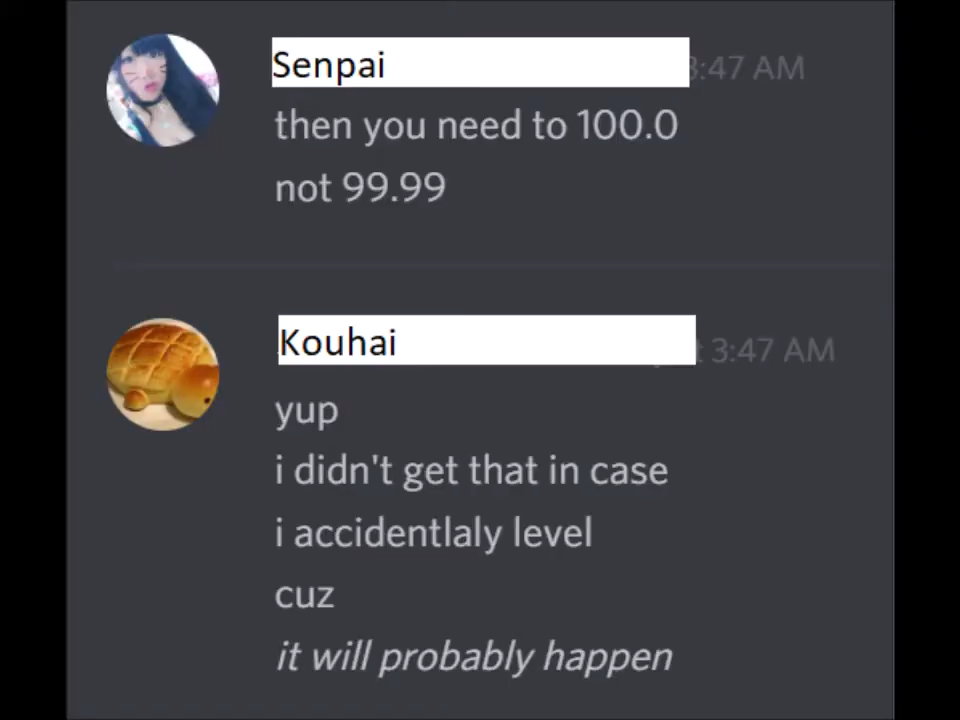 Senpai 3:47 AM
then you need to 100.0
not 99.99
Kouhai 3:47 AM
yup
i didn't get that in case
i accidentlaly level
cuz
it will probably happen